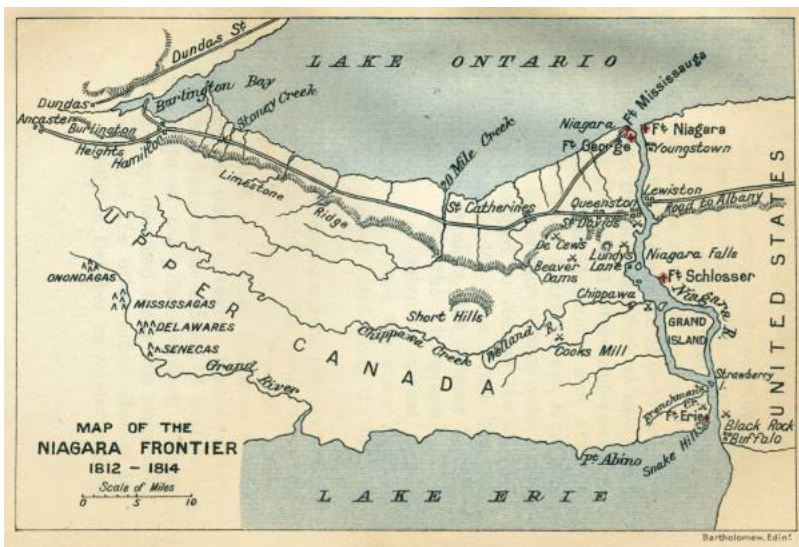 LAKE ONTARIO
Dundas St
Burlington Bay
Dundas
Ancaster
Burlington
Heights
Hamilton
Stoney Creek
20 Mile Creek
Ft Mississauga
Niagara
Ft Niagara
Ft George
Youngstown
Limestone
Ridge
St Catherines
Queenston
Lewiston
Road to Albany
St Davids
De Cew's
Beaver
Dams
Lundy's
Lane
Niagara Falls
Ft Schlosser
Niagara R.
UNITED STATES
UPPER
CANADA
ONONDAGAS
MISSISSAGAS
DELAWARES
SENECAS
Grand River
Short Hills
Chippawa
Chippawa Creek
Welland R.
Cooks Mill
GRAND
ISLAND
Strawberry
I.
Frenchmans
Cr.
Ft Erie
Snake Hill
Black Rock
Buffalo
Pt Abino
LAKE ERIE
MAP OF THE
NIAGARA FRONTIER
1812 – 1814
Scale of Miles
0 5 10
Bartholomew, Edinr.